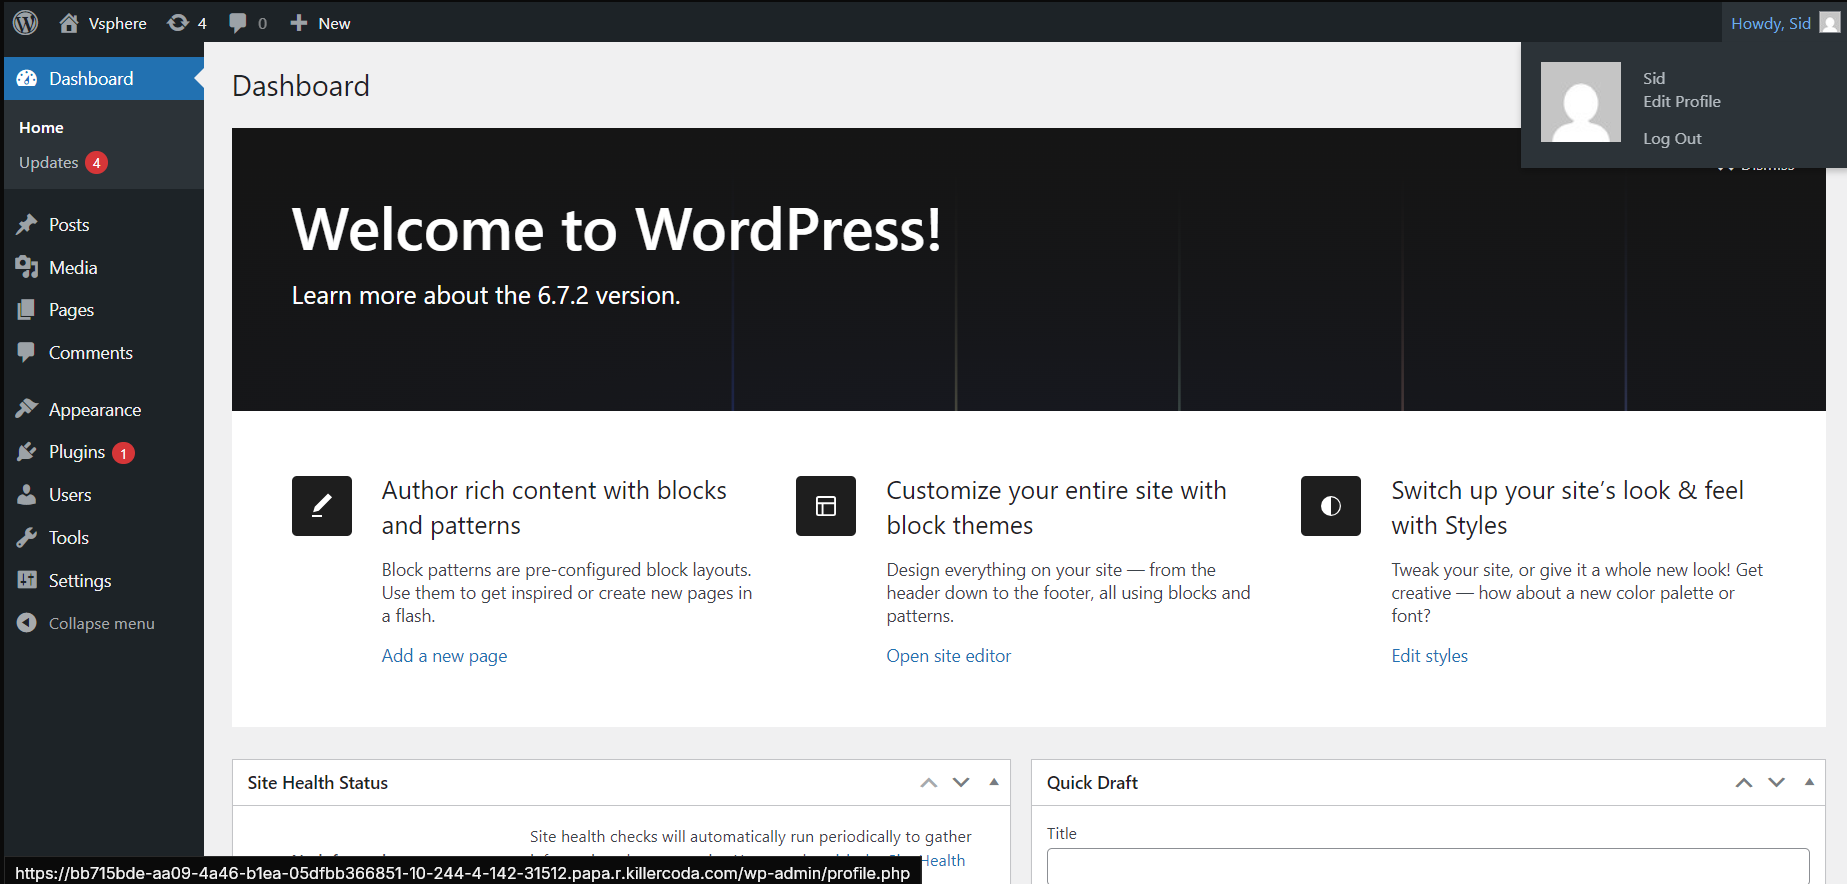 Vsphere 4 0 New Howdy, Sid
Sid
Edit Profile
Log Out
Dashboard
Home
Updates 4
Posts
Media
Pages
Comments
Appearance
Plugins 1
Users
Tools
Settings
Collapse menu
Dashboard
Dismiss
Welcome to WordPress!
Learn more about the 6.7.2 version.
Author rich content with blocks
and patterns
Block patterns are pre-configured block layouts.
Use them to get inspired or create new pages in
a flash.
Add a new page
Customize your entire site with
block themes
Design everything on your site — from the
header down to the footer, all using blocks and
patterns.
Open site editor
Switch up your site’s look & feel
with Styles
Tweak your site, or give it a whole new look! Get
creative — how about a new color palette or
font?
Edit styles
Site Health Status
Site health checks will automatically run periodically to gather
Health
Quick Draft
Title
https://bb715bde-aa09-4a46-b1ea-05dfbb366851-10-244-4-142-31512.papa.r.killercoda.com/wp-admin/profile.php